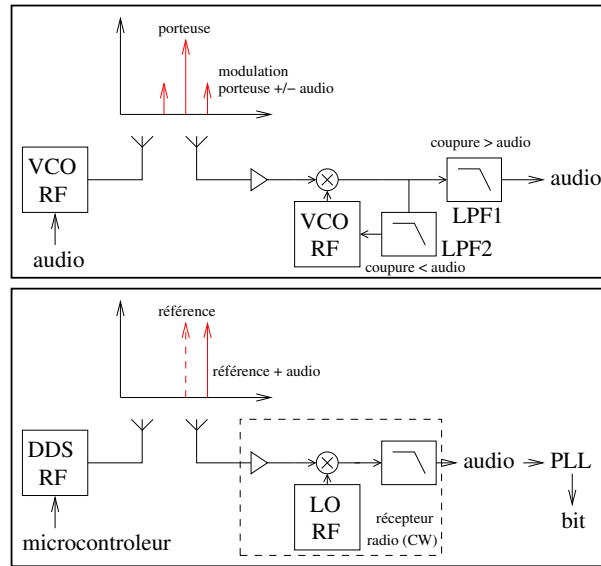 porteuse
modulation
porteuse +/− audio
coupure > audio
VCO
RF
audio
LPF1
audio
VCO
RF
LPF2
coupure < audio
référence
référence + audio
DDS
RF
microcontroleur
LO
RF
récepteur
radio (CW)
audio
PLL
bit